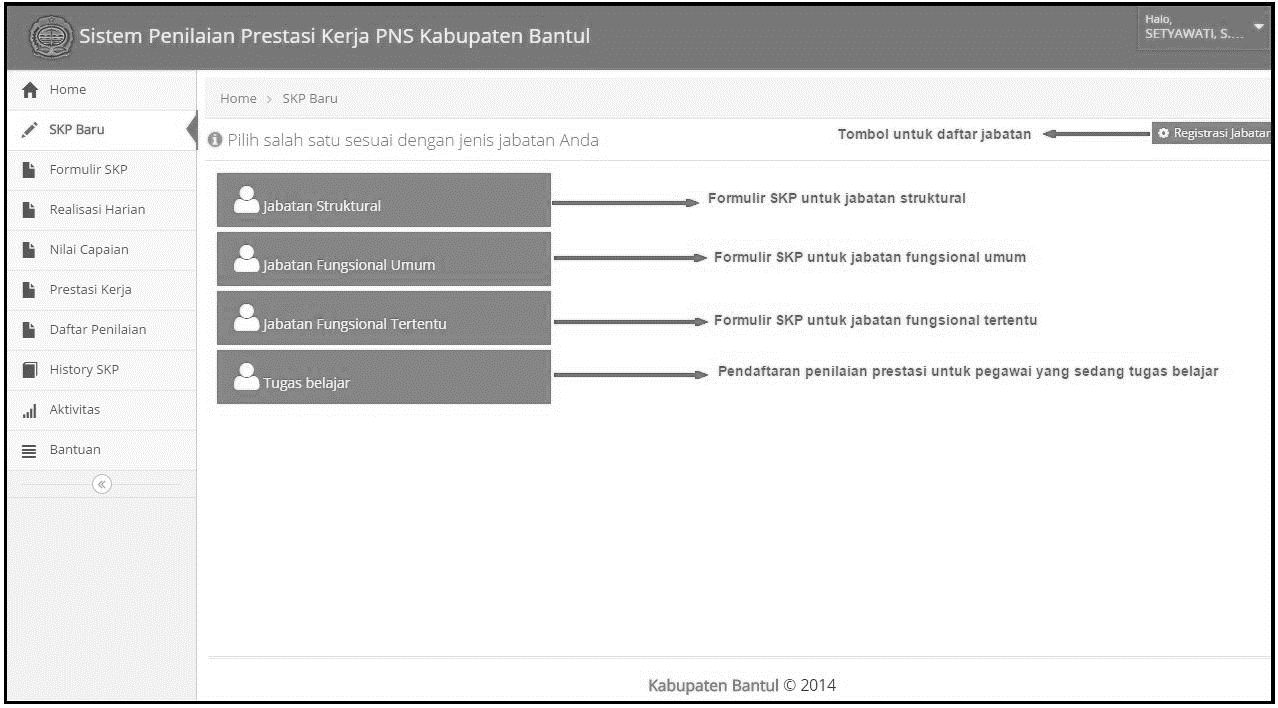 Sistem Penilaian Prestasi Kerja PNS Kabupaten Bantul
Halo,
SETYAWATI, S....
Home
SKP Baru
Formulir SKP
Realisasi Harian
Nilai Capaian
Prestasi Kerja
Daftar Penilaian
History SKP
Aktivitas
Bantuan
Home > SKP Baru
Pilih salah satu sesuai dengan jenis jabatan Anda
Tombol untuk daftar jabatan
Registrasi Jabatan
Jabatan Struktural
Formulir SKP untuk jabatan struktural
Jabatan Fungsional Umum
Formulir SKP untuk jabatan fungsional umum
Jabatan Fungsional Tertentu
Formulir SKP untuk jabatan fungsional tertentu
Tugas belajar
Pendaftaran penilaian prestasi untuk pegawai yang sedang tugas belajar
Kabupaten Bantul © 2014